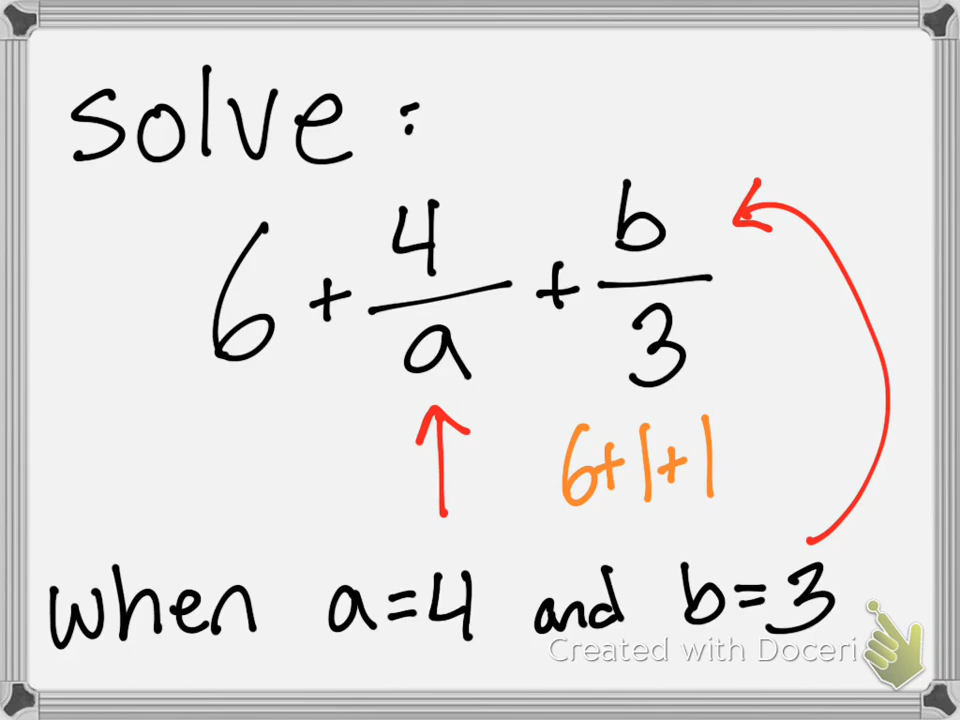 solve :
6 + 4/a + b/3
6+1+1
when a=4 and b=3
Created with Doceri